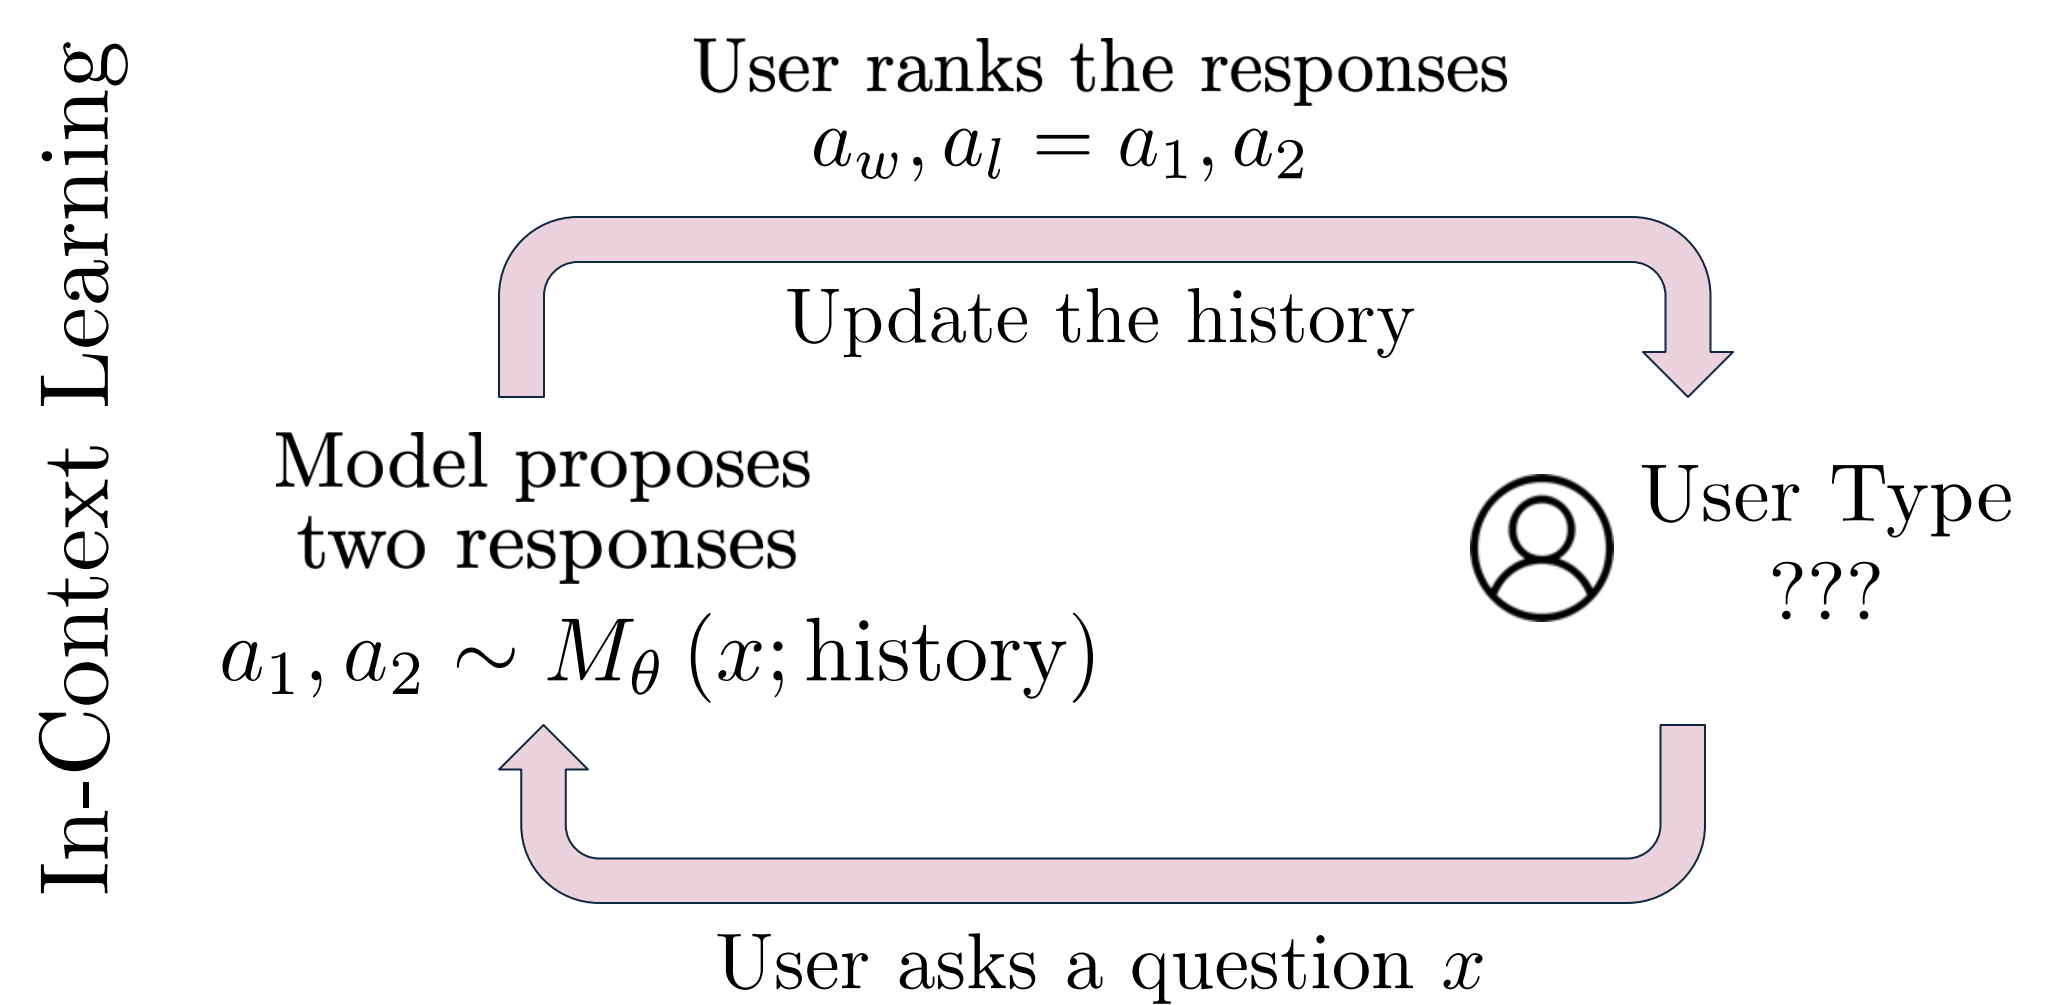 In-Context Learning
User ranks the responses
a_w, a_l = a_1, a_2
Update the history
Model proposes
two responses
a_1, a_2 ∼ M_θ (x; history)
User Type
???
User asks a question x